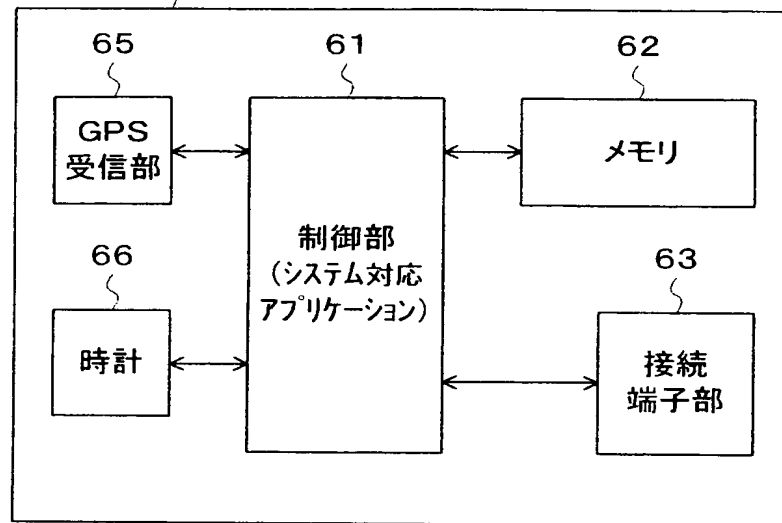 65
GPS
受信部
61
制御部
(システム対応
アプリケーション)
62
メモリ
66
時計
63
接続
端子部